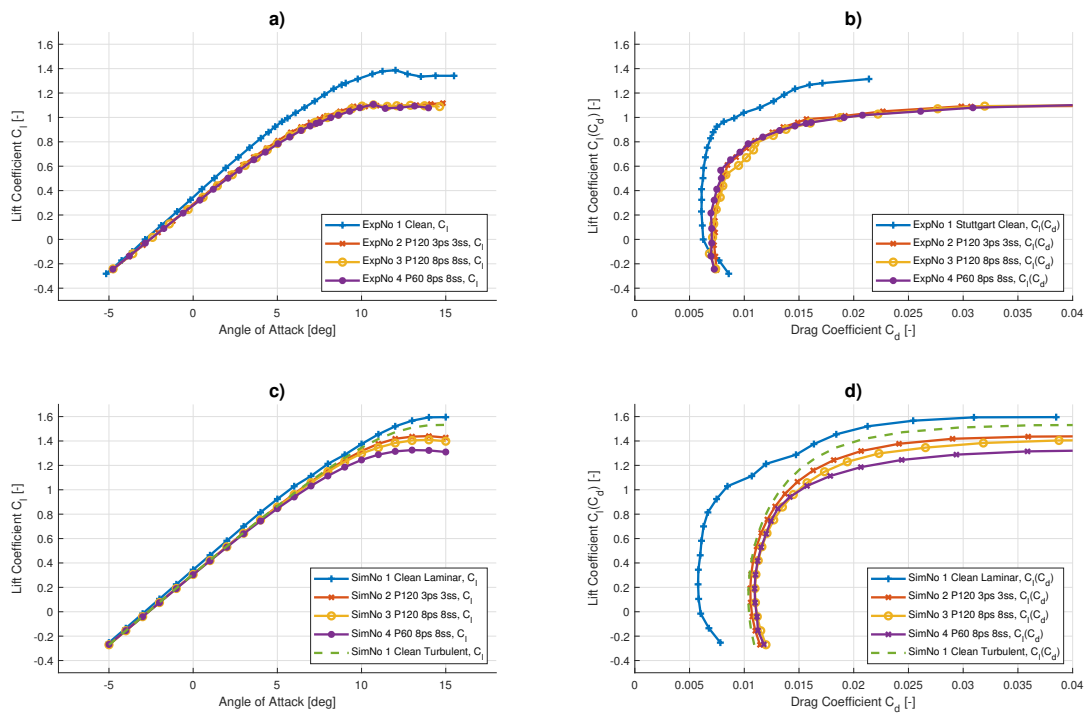 a)
Lift Coefficient C_l [-]
1.6
1.4
1.2
1
0.8
0.6
0.4
0.2
0
-0.2
-0.4
ExpNo 1 Clean, C_l
ExpNo 2 P120 3ps 3ss, C_l
ExpNo 3 P120 8ps 8ss, C_l
ExpNo 4 P60 8ps 8ss, C_l
-5 0 5 10 15
Angle of Attack [deg]
b)
Lift Coefficient C_l(C_d) [-]
1.6
1.4
1.2
1
0.8
0.6
0.4
0.2
0
-0.2
-0.4
ExpNo 1 Stuttgart Clean, C_l(C_d)
ExpNo 2 P120 3ps 3ss, C_l(C_d)
ExpNo 3 P120 8ps 8ss, C_l(C_d)
ExpNo 4 P60 8ps 8ss, C_l(C_d)
0 0.005 0.01 0.015 0.02 0.025 0.03 0.035 0.04
Drag Coefficient C_d [-]
c)
Lift Coefficient C_l [-]
1.6
1.4
1.2
1
0.8
0.6
0.4
0.2
0
-0.2
-0.4
SimNo 1 Clean Laminar, C_l
SimNo 2 P120 3ps 3ss, C_l
SimNo 3 P120 8ps 8ss, C_l
SimNo 4 P60 8ps 8ss, C_l
SimNo 1 Clean Turbulent, C_l
-5 0 5 10 15
Angle of Attack [deg]
d)
Lift Coefficient C_l(C_d) [-]
1.6
1.4
1.2
1
0.8
0.6
0.4
0.2
0
-0.2
-0.4
SimNo 1 Clean Laminar, C_l(C_d)
SimNo 2 P120 3ps 3ss, C_l(C_d)
SimNo 3 P120 8ps 8ss, C_l(C_d)
SimNo 4 P60 8ps 8ss, C_l(C_d)
SimNo 1 Clean Turbulent, C_l(C_d)
0 0.005 0.01 0.015 0.02 0.025 0.03 0.035 0.04
Drag Coefficient C_d [-]